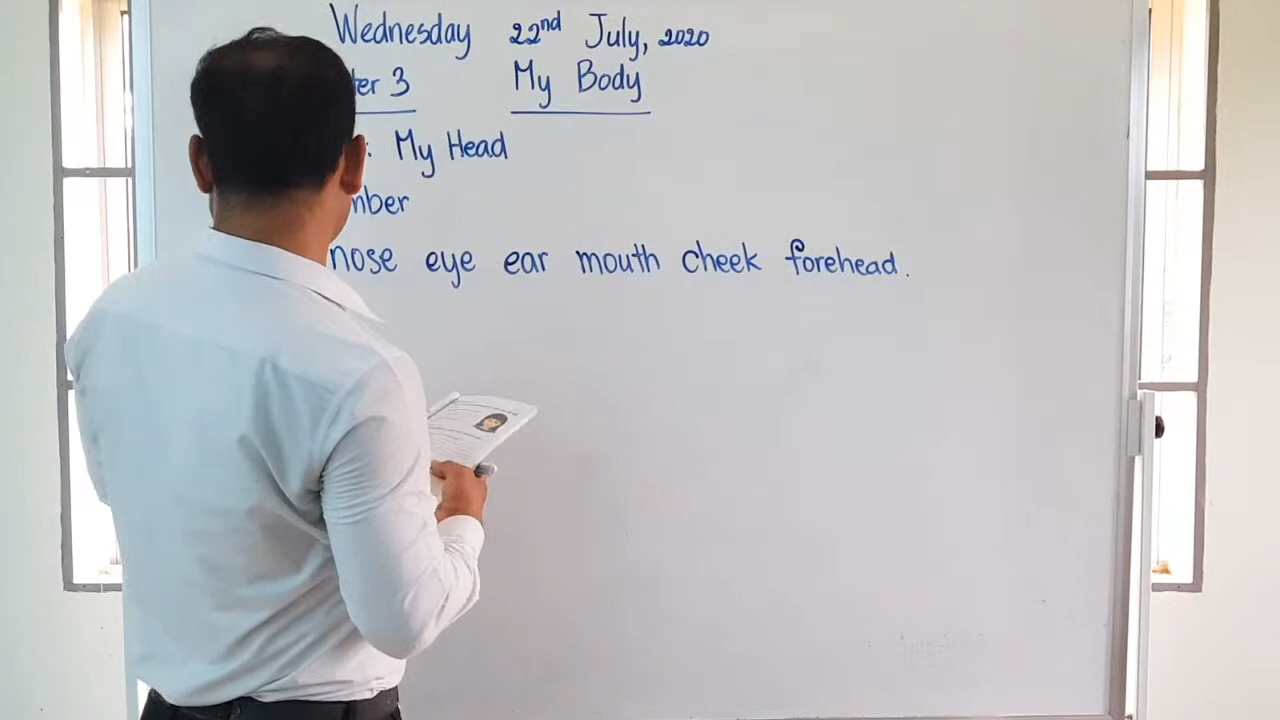 Wednesday 22nd July, 2020
ter 3 My Body
: My Head
mber
nose eye ear mouth cheek forehead.